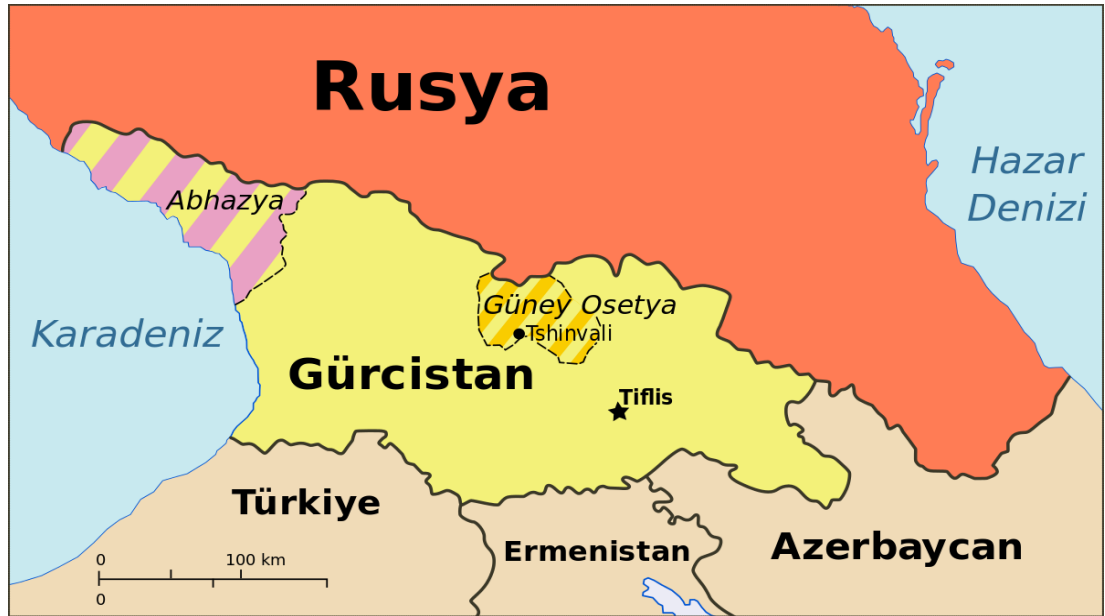 Rusya
Hazar
Denizi
Abhazya
Güney Osetya
Tshinvali
Karadeniz
Gürcistan
Tiflis
Türkiye
Ermenistan
Azerbaycan
0
100 km
0